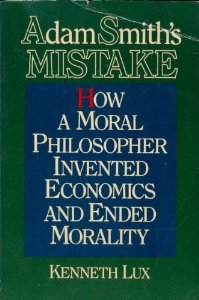 Adam Smith's
MISTAKE
How
A MORAL
PHILOSOPHER
INVENTED
ECONOMICS
AND ENDED
MORALITY
KENNETH LUX